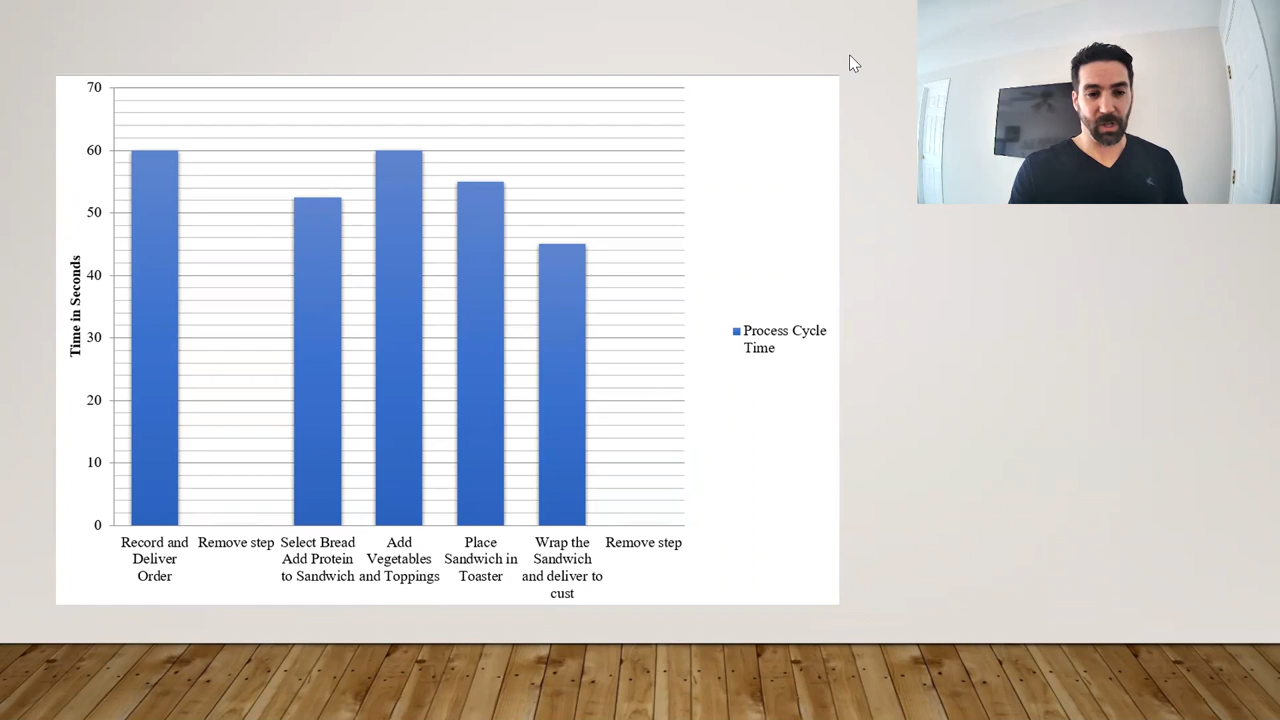 70
60
50
40
30
20
10
0
Time in Seconds
Record and
Deliver
Order
Remove step
Select Bread
Add Protein
to Sandwich
Add
Vegetables
and Toppings
Place
Sandwich in
Toaster
Wrap the
Sandwich
and deliver to
cust
Remove step
Process Cycle
Time